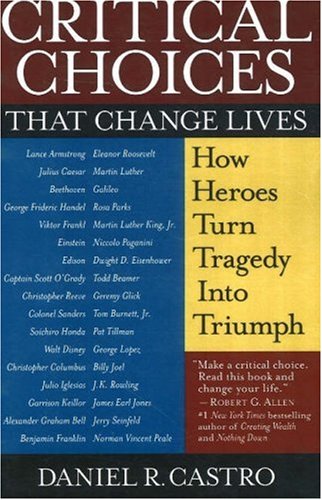 CRITICAL
CHOICES
THAT CHANGE LIVES
Lance Armstrong Eleanor Roosevelt
Julius Caesar Martin Luther
Beethoven Galileo
George Frideric Handel Rosa Parks
Viktor Frankl Martin Luther King, Jr.
Einstein Niccolo Paganini
Edison Dwight D. Eisenhower
Captain Scott O'Grady Todd Beamer
Christopher Reeve Jeremy Glick
Colonel Sanders Tom Burnett, Jr.
Soichiro Honda Pat Tillman
Walt Disney George Lopez
Christopher Columbus Billy Joel
Julio Iglesias J.K. Rowling
Garrison Keillor James Earl Jones
Alexander Graham Bell Jerry Seinfeld
Benjamin Franklin Norman Vincent Peale
How
Heroes
Turn
Tragedy
Into
Triumph
"Make a critical choice.
Read this book and
change your life."
— ROBERT G. ALLEN
#1 New York Times bestselling
author of Creating Wealth and
Nothing Down
DANIEL R. CASTRO